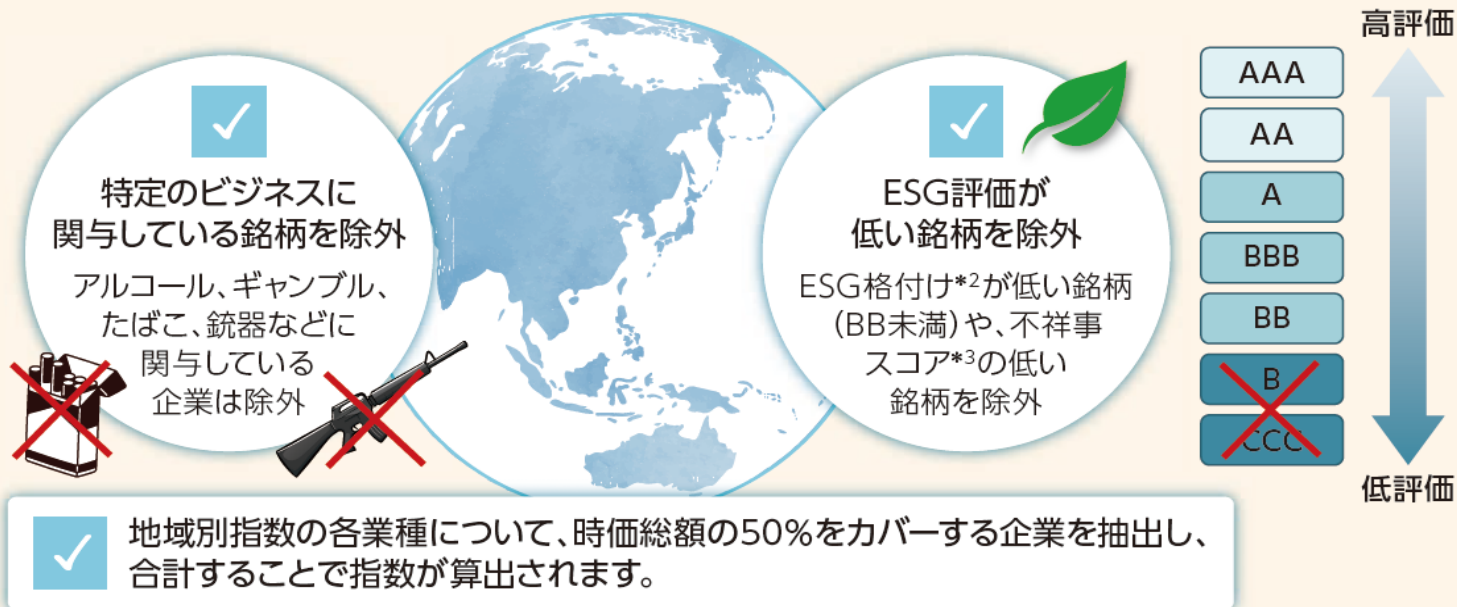 特定のビジネスに
関与している銘柄を除外
アルコール、ギャンブル、
たばこ、銃器などに
関与している
企業は除外
ESG評価が
低い銘柄を除外
ESG格付け*2が低い銘柄
(BB未満)や、不祥事
スコア*3の低い
銘柄を除外
高評価
AAA
AA
A
BBB
BB
B
CCC
低評価
地域別指数の各業種について、時価総額の50%をカバーする企業を抽出し、
合計することで指数が算出されます。